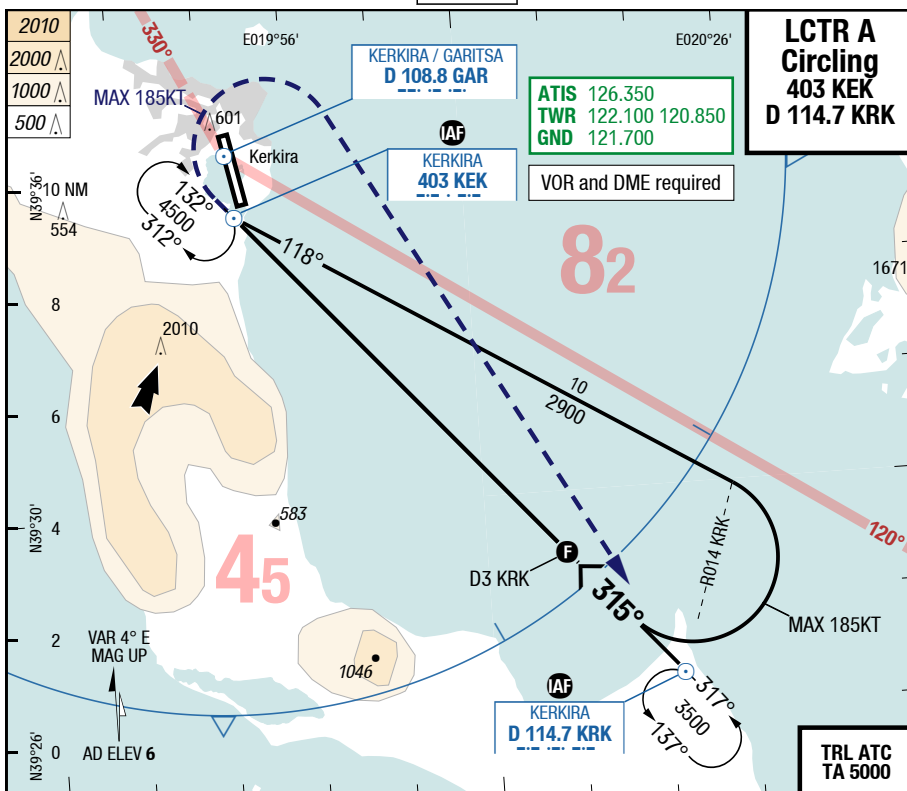 2010
2000
1000
500
330°
E019°56'
KERKIRA / GARITSA
D 108.8 GAR
E020°26'
LCTR A
Circling
403 KEK
D 114.7 KRK
MAX 185KT
601
ATIS 126.350
TWR 122.100 120.850
GND 121.700
IAF
Kerkira
KERKIRA
403 KEK
VOR and DME required
N39°36'
10 NM
554
132°
4500
312°
118°
82
1671
8
2010
10
2900
6
N39°30'
4
583
45
F
D3 KRK
R014 KRK
120°
315°
MAX 185KT
2
VAR 4° E
MAG UP
1046
IAF
KERKIRA
D 114.7 KRK
317°
3500
137°
N39°26'
0
AD ELEV 6
TRL ATC
TA 5000